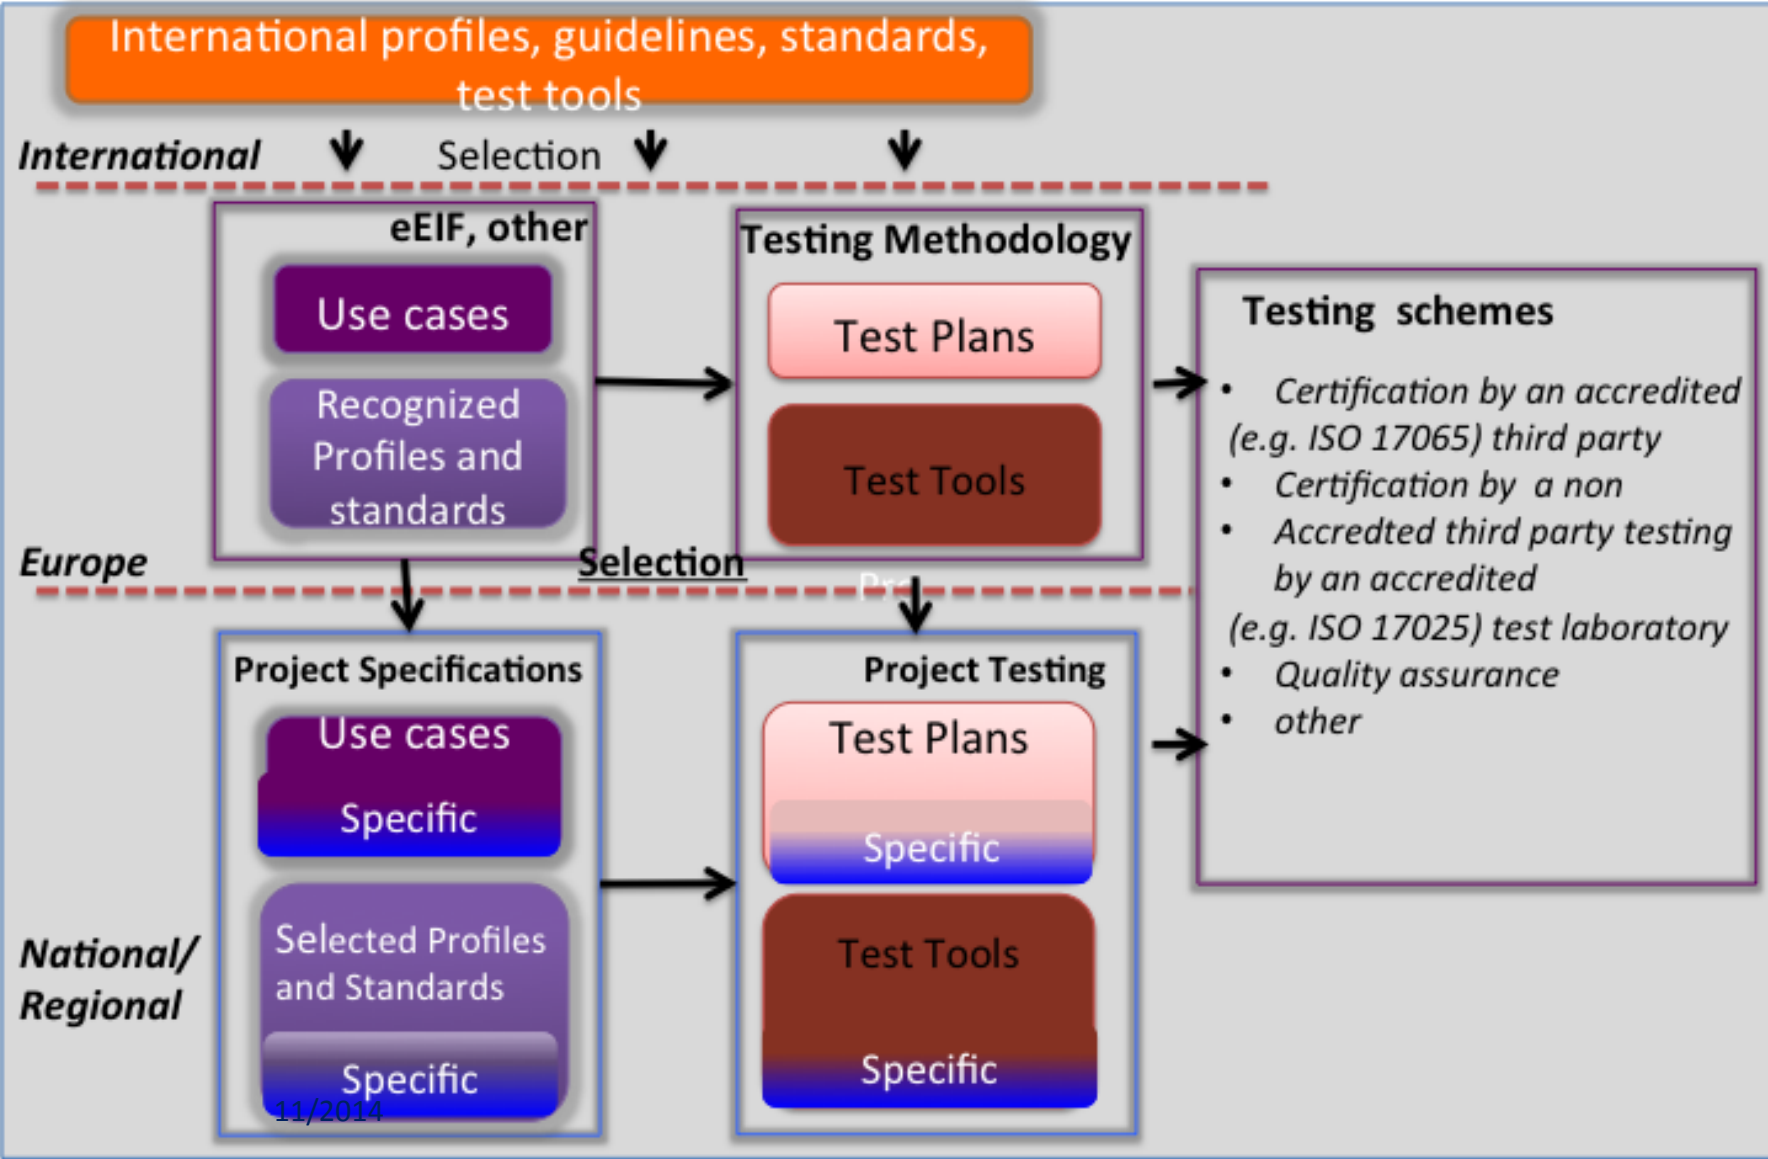 International profiles, guidelines, standards,
test tools
International
Selection
eEIF, other
Use cases
Recognized
Profiles and
standards
Testing Methodology
Test Plans
Test Tools
Testing schemes
• Certification by an accredited
(e.g. ISO 17065) third party
• Certification by a non
• Accredted third party testing
by an accredited
(e.g. ISO 17025) test laboratory
• Quality assurance
• other
Europe
Selection
Project Specifications
Use cases
Specific
Selected Profiles
and Standards
Specific
11/2014
Project Testing
Test Plans
Specific
Test Tools
Specific
National/
Regional